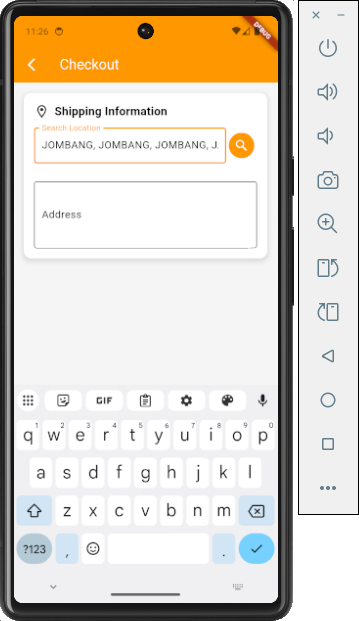 11:26
DEBUG
Checkout
Shipping Information
Search Location
JOMBANG, JOMBANG, JOMBANG, J
Address
GIF
1 2 3 4 5 6 7 8 9 0
q w e r t y u i o p
a s d f g h j k l
z x c v b n m
?123 , .